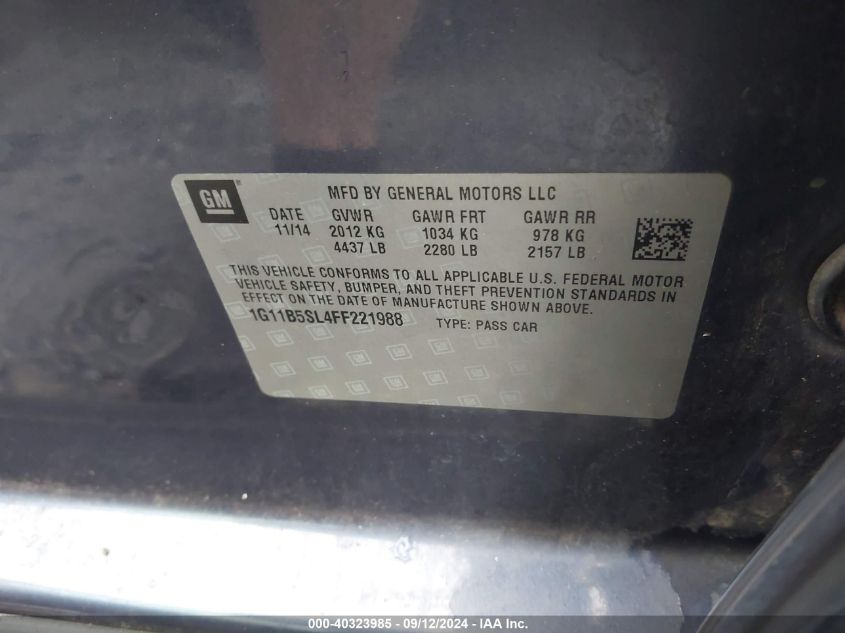 GM
MFD BY GENERAL MOTORS LLC
DATE GVWR GAWR FRT GAWR RR
11/14 2012 KG 1034 KG 978 KG
4437 LB 2280 LB 2157 LB
THIS VEHICLE CONFORMS TO ALL APPLICABLE U.S. FEDERAL MOTOR
VEHICLE SAFETY, BUMPER, AND THEFT PREVENTION STANDARDS IN
EFFECT ON THE DATE OF MANUFACTURE SHOWN ABOVE.
1G11B5SL4FF221988 TYPE: PASS CAR
000-40323985 - 09/12/2024 - IAA Inc.